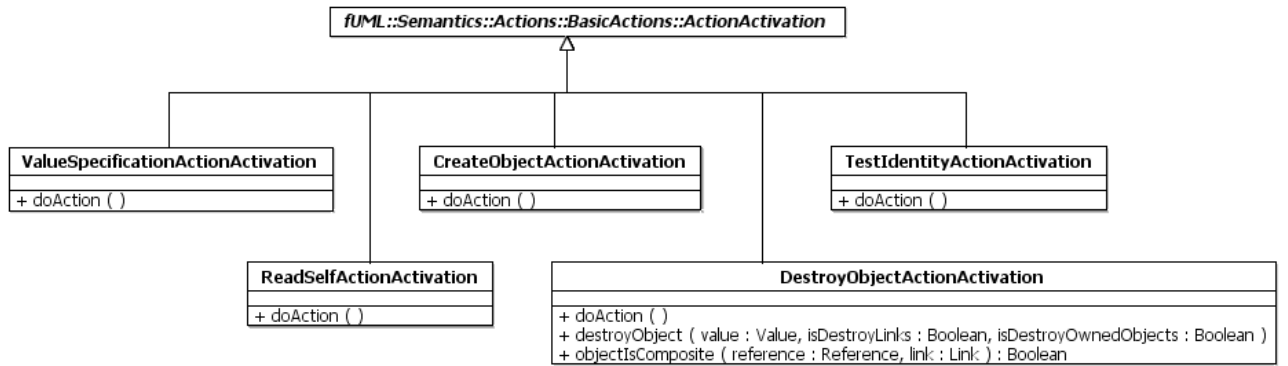 fUML::Semantics::Actions::BasicActions::ActionActivation
ValueSpecificationActionActivation
+ doAction ( )
CreateObjectActionActivation
+ doAction ( )
TestIdentityActionActivation
+ doAction ( )
ReadSelfActionActivation
+ doAction ( )
DestroyObjectActionActivation
+ doAction ( )
+ destroyObject ( value : Value, isDestroyLinks : Boolean, isDestroyOwnedObjects : Boolean )
+ objectIsComposite ( reference : Reference, link : Link ) : Boolean